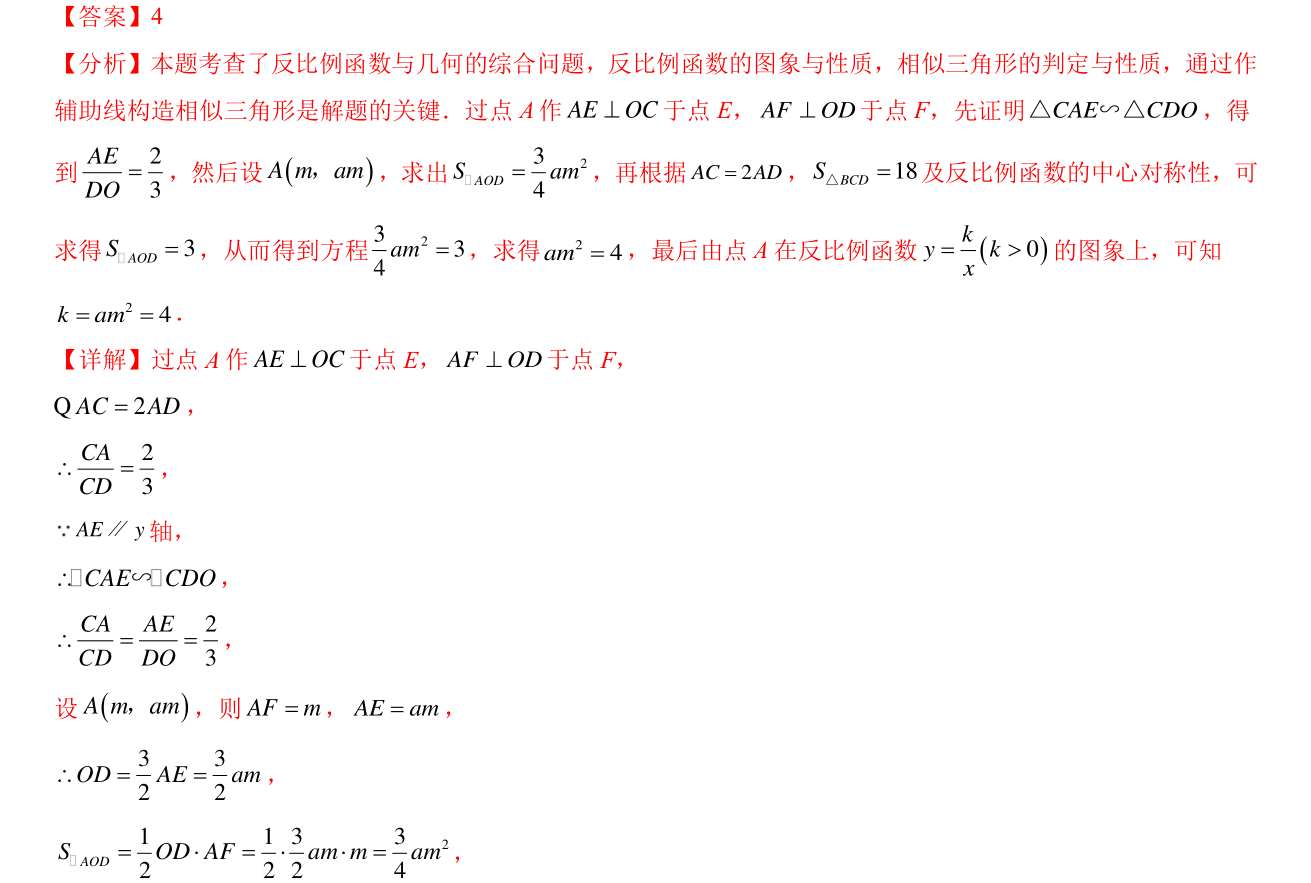 【答案】4
【分析】本题考查了反比例函数与几何的综合问题，反比例函数的图象与性质，相似三角形的判定与性质，通过作
辅助线构造相似三角形是解题的关键．过点 A 作 AE ⊥ OC 于点 E， AF ⊥ OD 于点 F，先证明 △CAE∽△CDO，得
到 AE/DO = 2/3，然后设 A(m，am)，求出 S□AOD = 3/4 am²，再根据 AC = 2AD，S△BCD = 18 及反比例函数的中心对称性，可
求得 S□AOD = 3，从而得到方程 3/4 am² = 3，求得 am² = 4，最后由点 A 在反比例函数 y = k/x (k > 0) 的图象上，可知
k = am² = 4．
【详解】过点 A 作 AE ⊥ OC 于点 E， AF ⊥ OD 于点 F，
Q AC = 2AD，
∴ CA/CD = 2/3，
∵ AE ∥ y 轴，
∴□CAE∽□CDO，
∴ CA/CD = AE/DO = 2/3，
设 A(m，am)，则 AF = m， AE = am，
∴ OD = 3/2 AE = 3/2 am，
S□AOD = 1/2 OD · AF = 1/2 · 3/2 am · m = 3/4 am²，